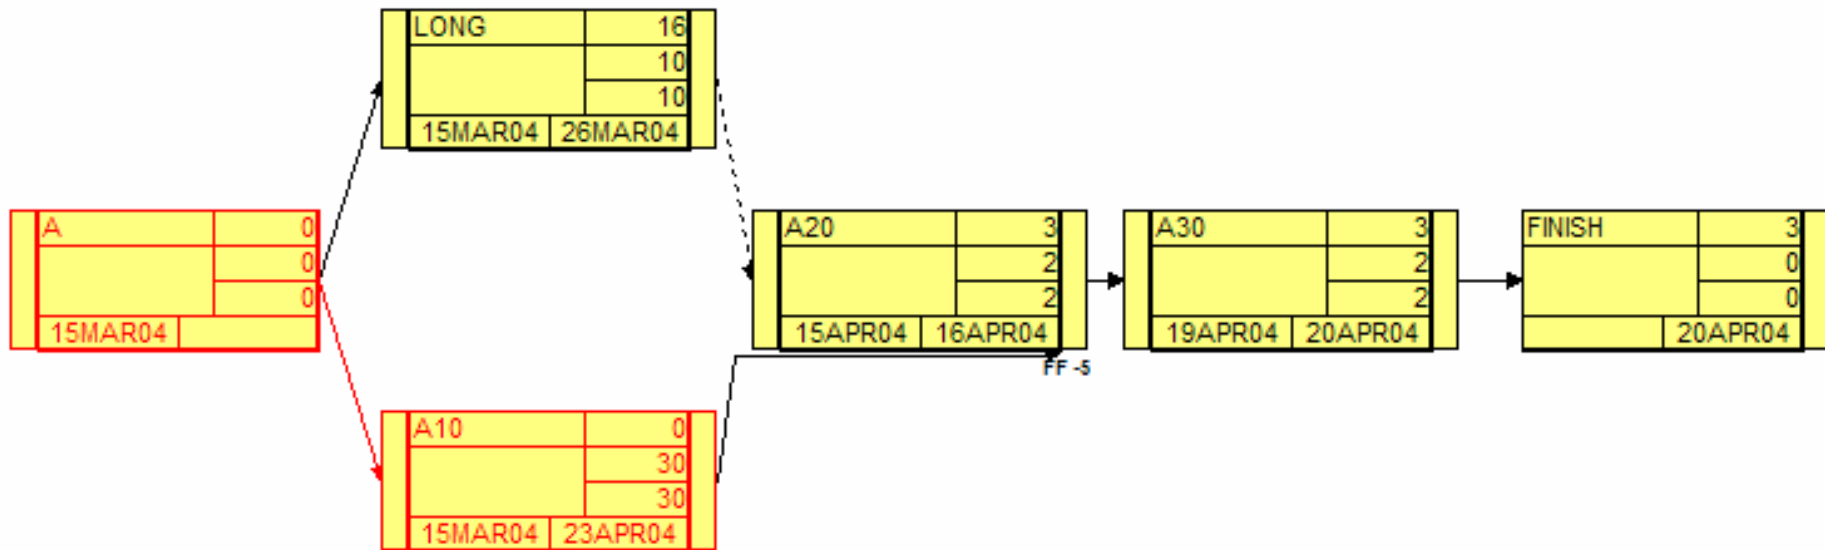 LONG 16
10
10
15MAR04 26MAR04
A 0
0
0
15MAR04
A20 3
2
2
15APR04 16APR04
A30 3
2
2
19APR04 20APR04
FINISH 3
0
0
20APR04
FF -5
A10 0
30
30
15MAR04 23APR04